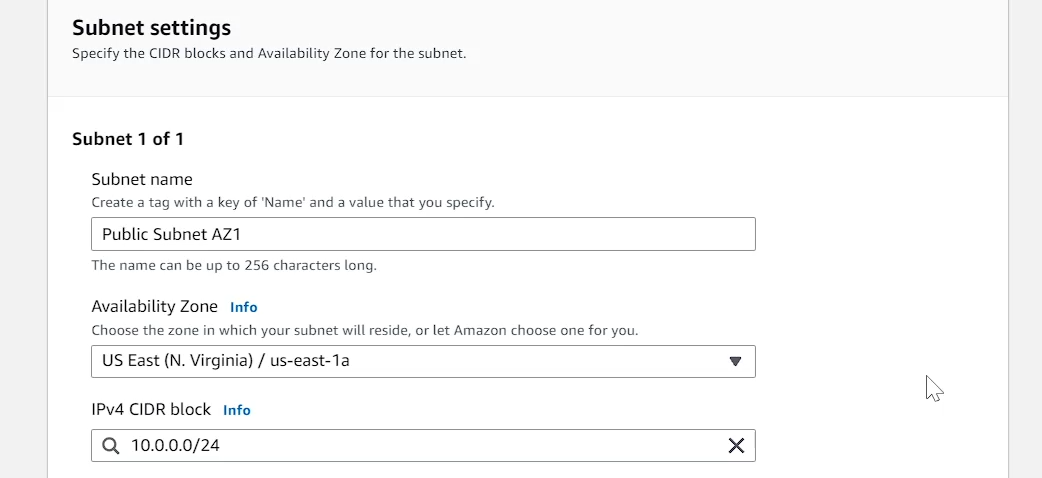 Subnet settings
Specify the CIDR blocks and Availability Zone for the subnet.
Subnet 1 of 1
Subnet name
Create a tag with a key of 'Name' and a value that you specify.
Public Subnet AZ1
The name can be up to 256 characters long.
Availability Zone Info
Choose the zone in which your subnet will reside, or let Amazon choose one for you.
US East (N. Virginia) / us-east-1a
IPv4 CIDR block Info
10.0.0.0/24